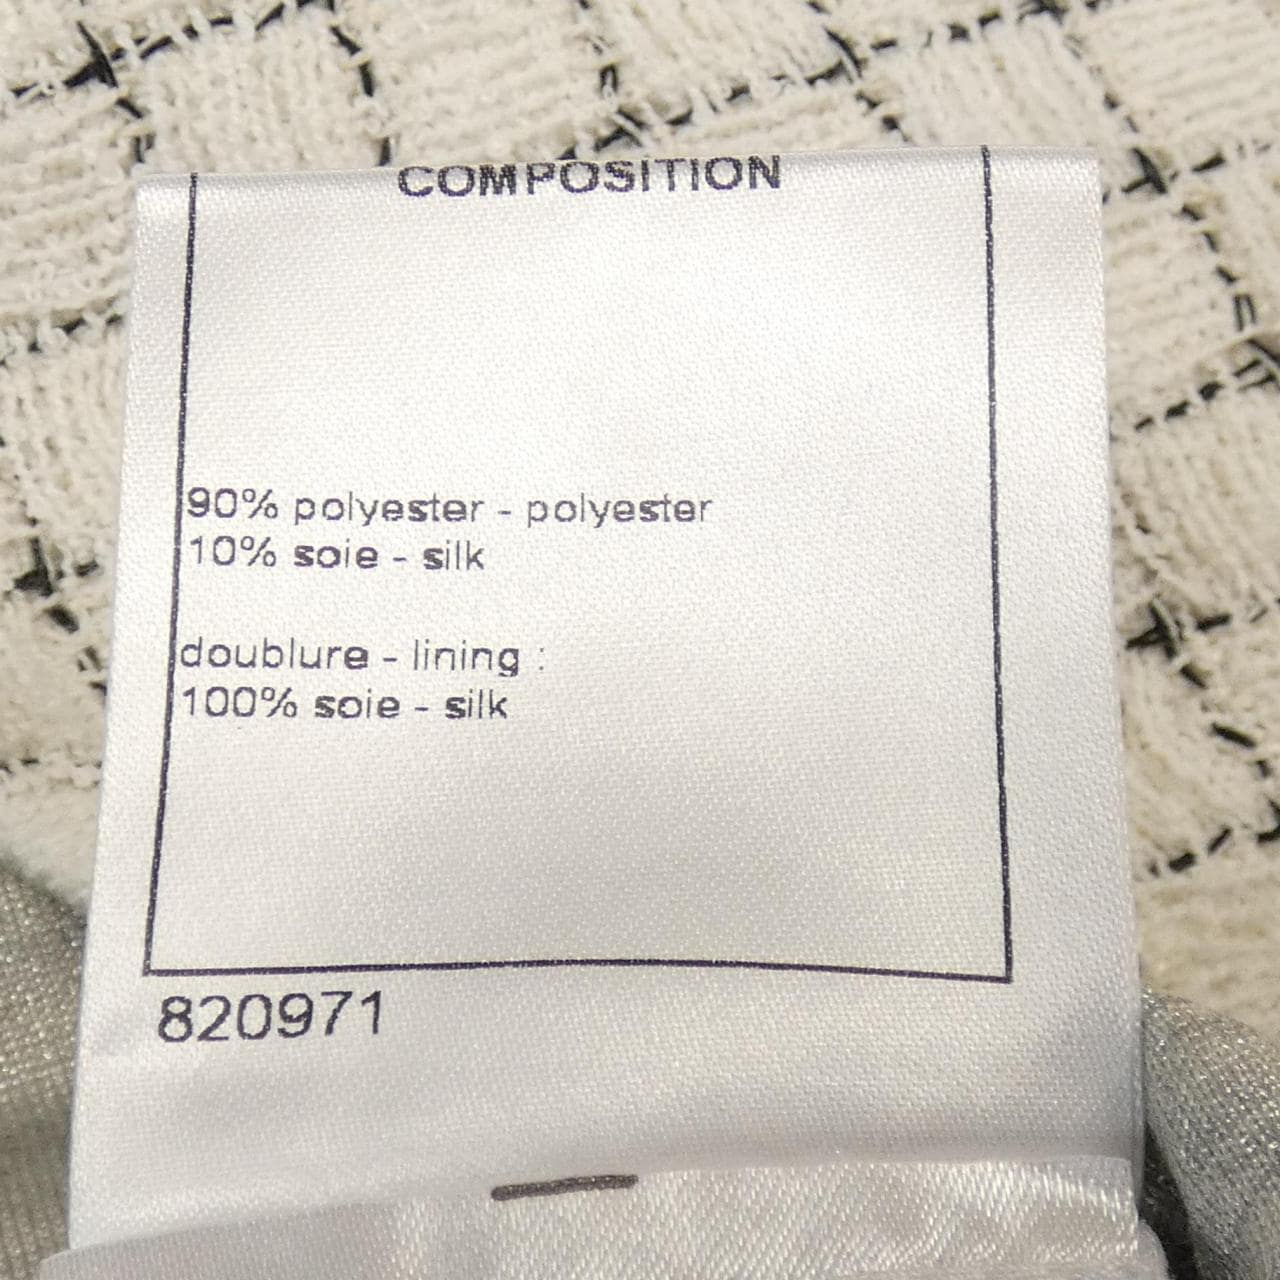 COMPOSITION
90% polyester - polyester
10% soie - silk
doublure - lining :
100% soie - silk
820971